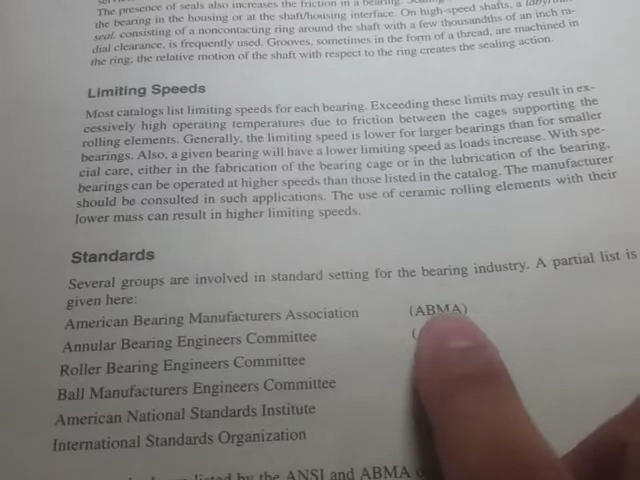 The presence of seals also increases the friction in a bearing.
the bearing in the housing or at the shaft/housing interface. On high-speed shafts, a labyrinth
seal, consisting of a noncontacting ring around the shaft with a few thousandths of an inch ra-
dial clearance, is frequently used. Grooves, sometimes in the form of a thread, are machined in
the ring; the relative motion of the shaft with respect to the ring creates the sealing action.
Limiting Speeds
Most catalogs list limiting speeds for each bearing. Exceeding these limits may result in ex-
cessively high operating temperatures due to friction between the cages supporting the
rolling elements. Generally, the limiting speed is lower for larger bearings than for smaller
bearings. Also, a given bearing will have a lower limiting speed as loads increase. With spe-
cial care, either in the fabrication of the bearing cage or in the lubrication of the bearing,
bearings can be operated at higher speeds than those listed in the catalog. The manufacturer
should be consulted in such applications. The use of ceramic rolling elements with their
lower mass can result in higher limiting speeds.
Standards
Several groups are involved in standard setting for the bearing industry. A partial list is
given here:
American Bearing Manufacturers Association (ABMA)
Annular Bearing Engineers Committee (
Roller Bearing Engineers Committee
Ball Manufacturers Engineers Committee
American National Standards Institute
International Standards Organization
listed by the ANSI and ABMA